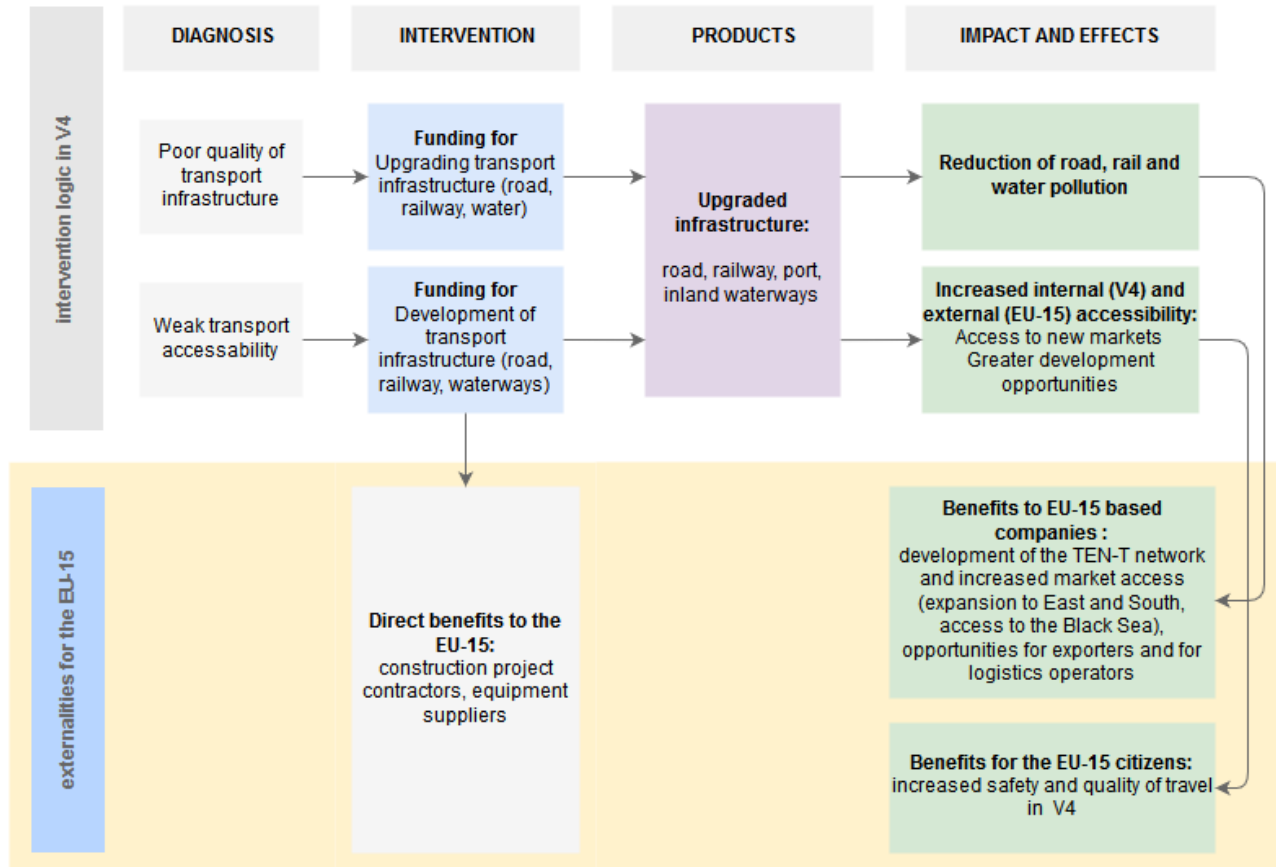 DIAGNOSIS
INTERVENTION
PRODUCTS
IMPACT AND EFFECTS
intervention logic in V4
Poor quality of
transport
infrastructure
Funding for
Upgrading transport
infrastructure (road,
railway, water)
Upgraded
infrastructure:
road, railway, port,
inland waterways
Reduction of road, rail and
water pollution
Weak transport
accessability
Funding for
Development of
transport
infrastructure (road,
railway, waterways)
Increased internal (V4) and
external (EU-15) accessibility:
Access to new markets
Greater development
opportunities
externalities for the EU-15
Direct benefits to the
EU-15:
construction project
contractors, equipment
suppliers
Benefits to EU-15 based
companies :
development of the TEN-T network
and increased market access
(expansion to East and South,
access to the Black Sea),
opportunities for exporters and for
logistics operators
Benefits for the EU-15 citizens:
increased safety and quality of travel
in V4